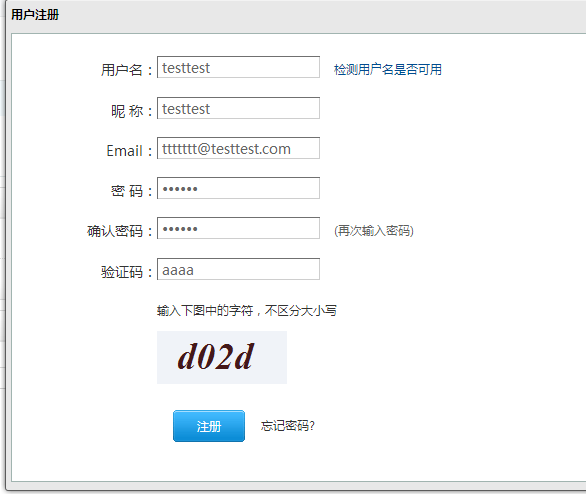 用户注册
用户名： testtest 检测用户名是否可用
昵 称： testtest
Email： ttttttt@testtest.com
密 码： ••••••
确认密码： •••••• (再次输入密码)
验证码： aaaa
输入下图中的字符，不区分大小写
d02d
注册 忘记密码?